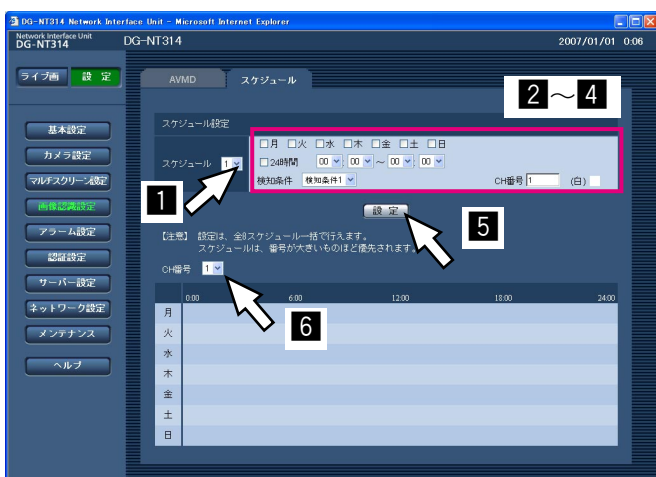 DG-NT314 Network Interface Unit - Microsoft Internet Explorer
Network Interface Unit
DG-NT314
DG-NT314
2007/01/01 0:06
ライブ画
設 定
AVMD
スケジュール
2～4
基本設定
カメラ設定
マルチスクリーン設定
画像認識設定
アラーム設定
認証設定
サーバー設定
ネットワーク設定
メンテナンス
ヘルプ
スケジュール設定
スケジュール 1
月 火 水 木 金 土 日
24時間 00 : 00 ～ 00 : 00
検知条件 検知条件1 CH番号 1 (白)
1
設 定
5
【注意】 設定は、全8スケジュール一括で行えます。
スケジュールは、番号が大きいものほど優先されます。
CH番号 1
6
0:00 6:00 12:00 18:00 24:00
月
火
水
木
金
土
日